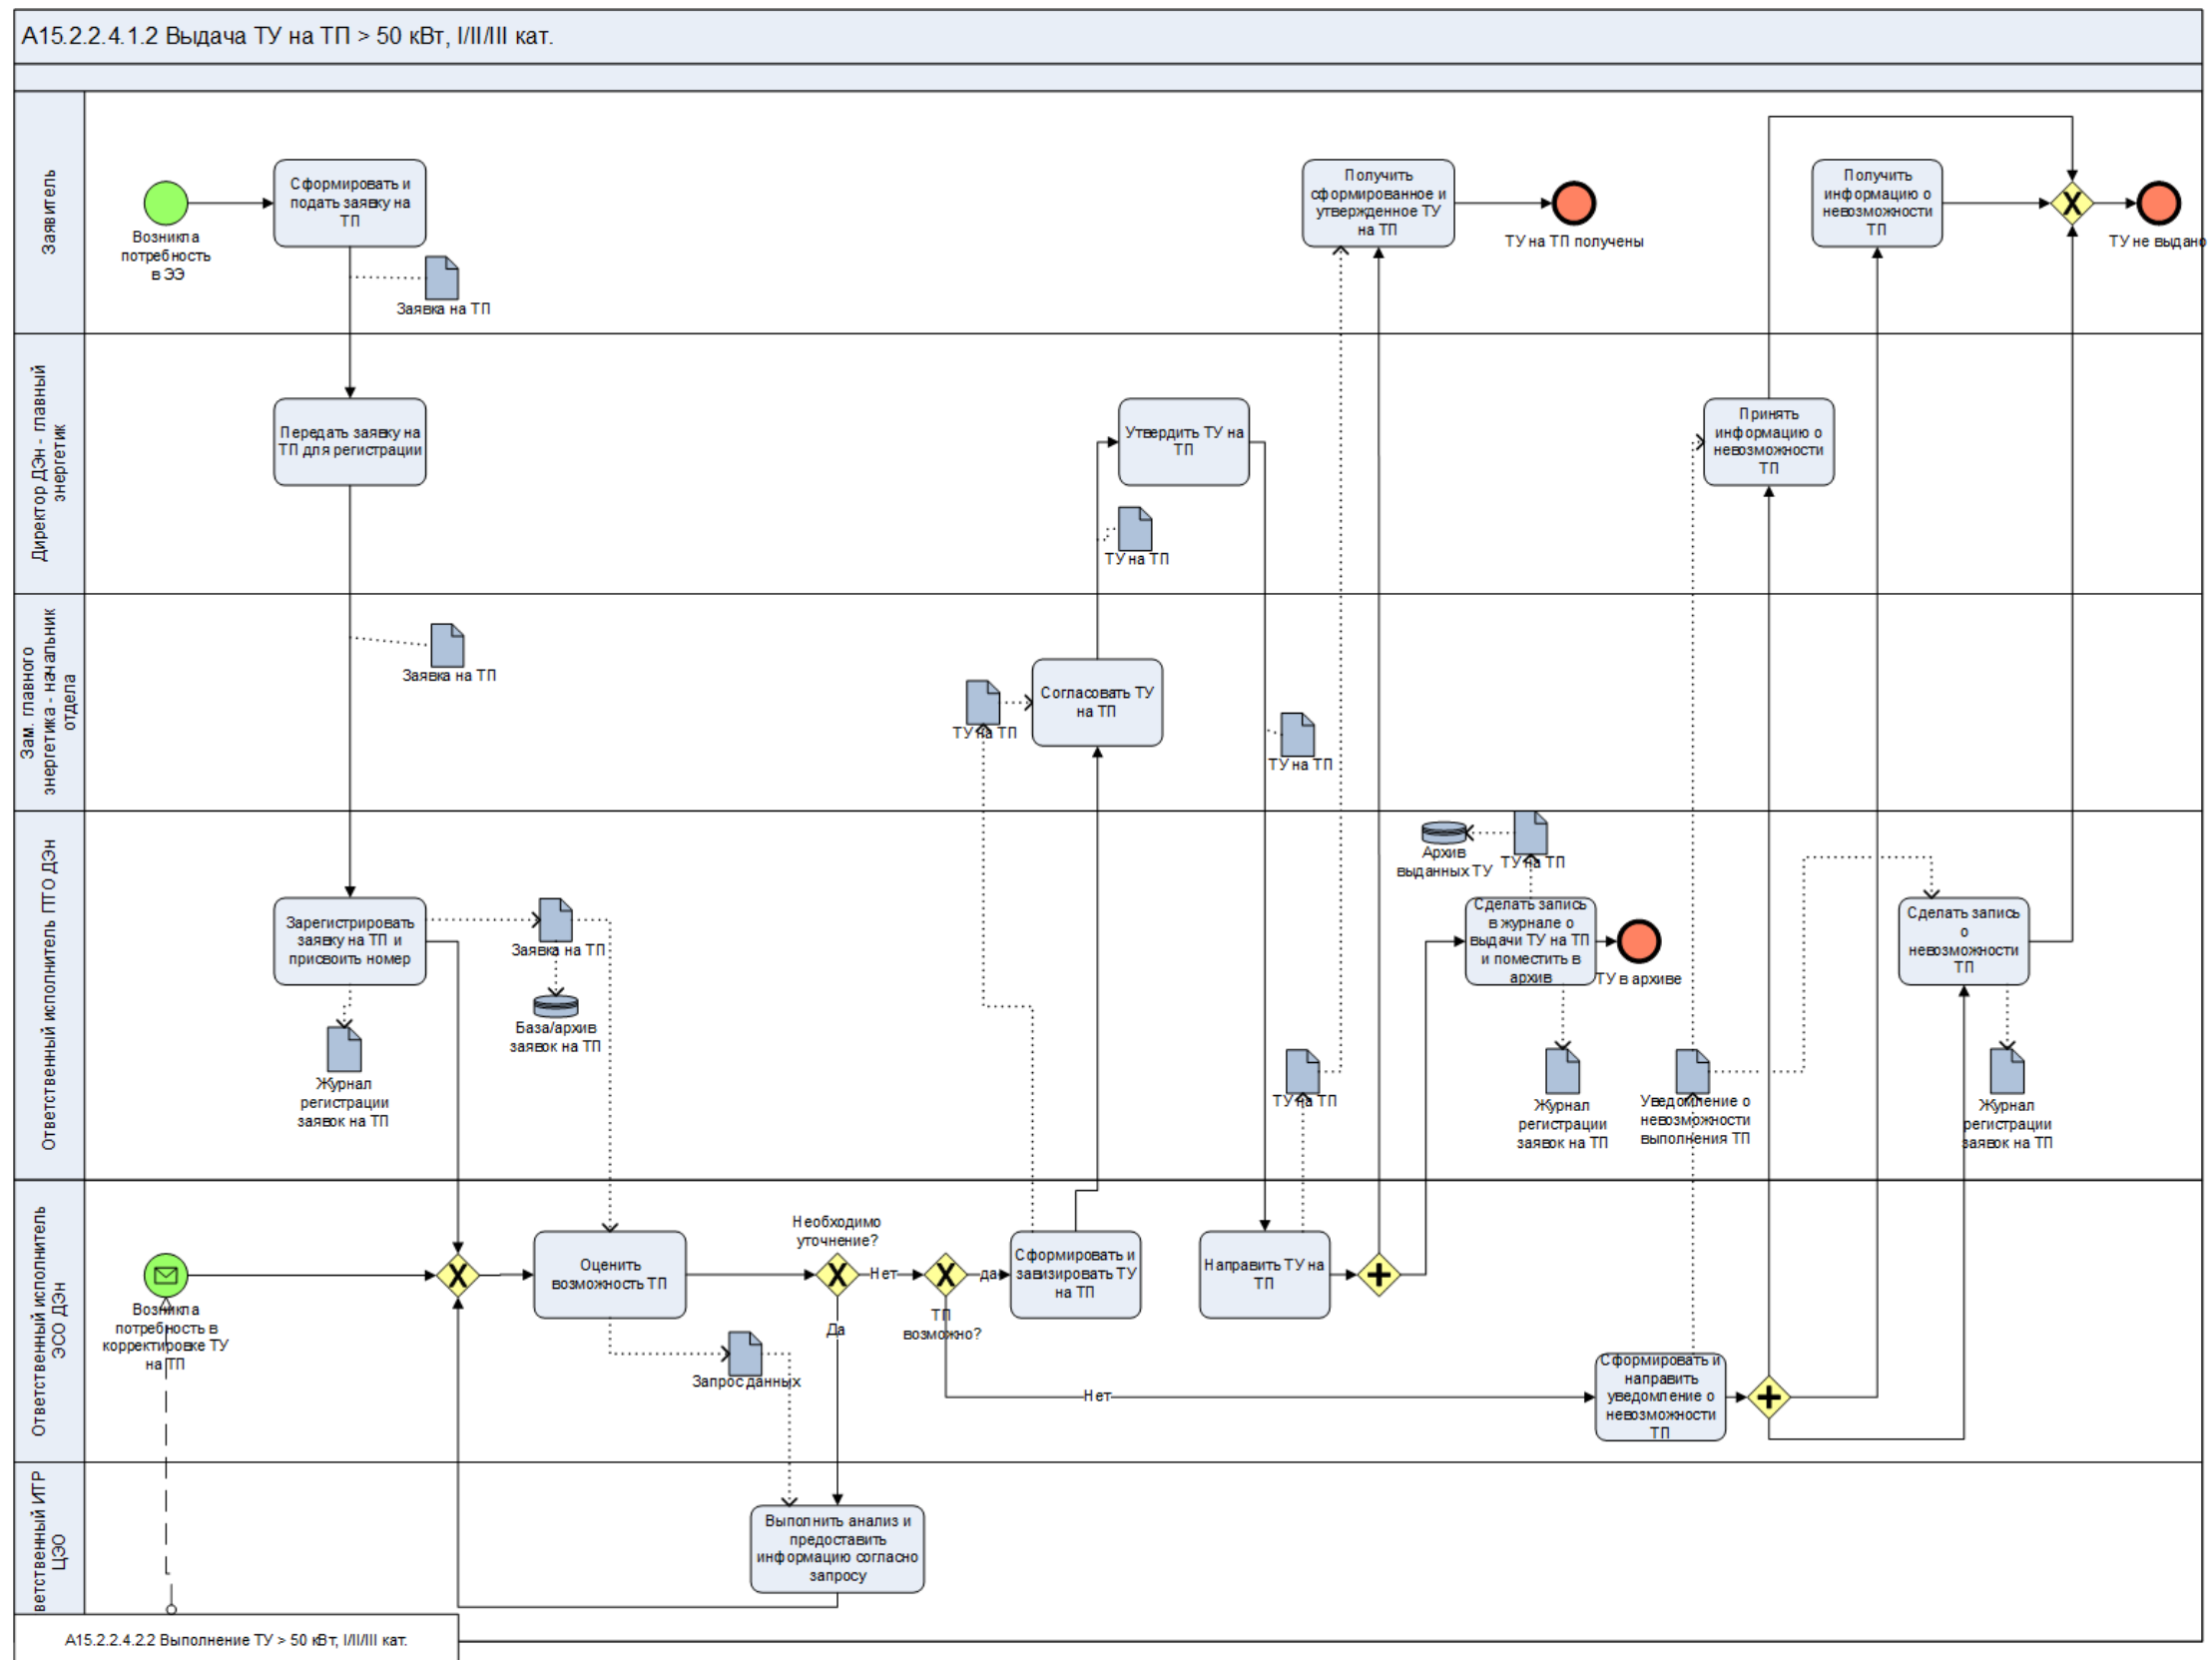 А15.2.2.4.1.2 Выдача ТУ на ТП > 50 кВт, I/II/III кат.
Заявитель
Возникла
потребность
в ЭЭ
Сформировать и
подать заявку на
ТП
Заявка на ТП
Получить
сформированное и
утвержденное ТУ
на ТП
ТУ на ТП получены
Получить
информацию о
невозможности
ТП
ТУ не выдано
Директор ДЭн - главный
энергетик
Передать заявку на
ТП для регистрации
Утвердить ТУ на
ТП
ТУ на ТП
Принять
информацию о
невозможности
ТП
Зам. главного
энергетика - начальник
отдела
Заявка на ТП
ТУ на ТП
Согласовать ТУ
на ТП
ТУ на ТП
Ответственный исполнитель ПТО ДЭн
Зарегистрировать
заявку на ТП и
присвоить номер
Журнал
регистрации
заявок на ТП
Заявка на ТП
База/архив
заявок на ТП
ТУ на ТП
Архив
выданных ТУ
ТУ на ТП
Сделать запись
в журнале о
выдачи ТУ на ТП
и поместить в
архив
ТУ в архиве
Журнал
регистрации
заявок на ТП
Уведомление о
невозможности
выполнения ТП
Сделать запись
о
невозможности
ТП
Журнал
регистрации
заявок на ТП
Ответственный исполнитель
ЭСО ДЭн
Возникла
потребность в
корректировке ТУ
на ТП
Оценить
возможность ТП
Запрос данных
Необходимо
уточнение?
Нет
Да
ТП
возможно?
да
Нет
Сформировать и
завизировать ТУ
на ТП
Направить ТУ на
ТП
Сформировать и
направить
уведомление о
невозможности
ТП
ветственный ИТР
ЦЭО
Выполнить анализ и
предоставить
информацию согласно
запросу
А15.2.2.4.2.2 Выполнение ТУ > 50 кВт, I/II/III кат.